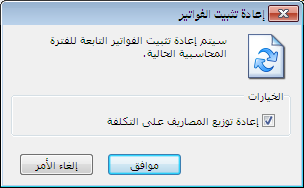 إعادة تثبيت الفواتير
سيتم إعادة تثبيت الفواتير التابعة للفترة
المحاسبية الحالية.
الخيارات
إعادة توزيع المصاريف على التكلفة
موافق
إلغاء الأمر